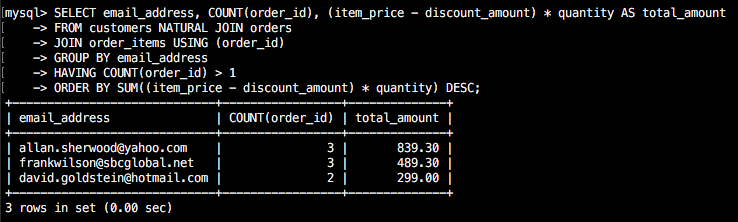 mysql> SELECT email_address, COUNT(order_id), (item_price - discount_amount) * quantity AS total_amount
    -> FROM customers NATURAL JOIN orders
    -> JOIN order_items USING (order_id)
    -> GROUP BY email_address
    -> HAVING COUNT(order_id) > 1
    -> ORDER BY SUM((item_price - discount_amount) * quantity) DESC;
+-----------------------------+-----------------+--------------+
| email_address               | COUNT(order_id) | total_amount |
+-----------------------------+-----------------+--------------+
| allan.sherwood@yahoo.com    |               3 |       839.30 |
| frankwilson@sbcglobal.net   |               3 |       489.30 |
| david.goldstein@hotmail.com |               2 |       299.00 |
+-----------------------------+-----------------+--------------+
3 rows in set (0.00 sec)